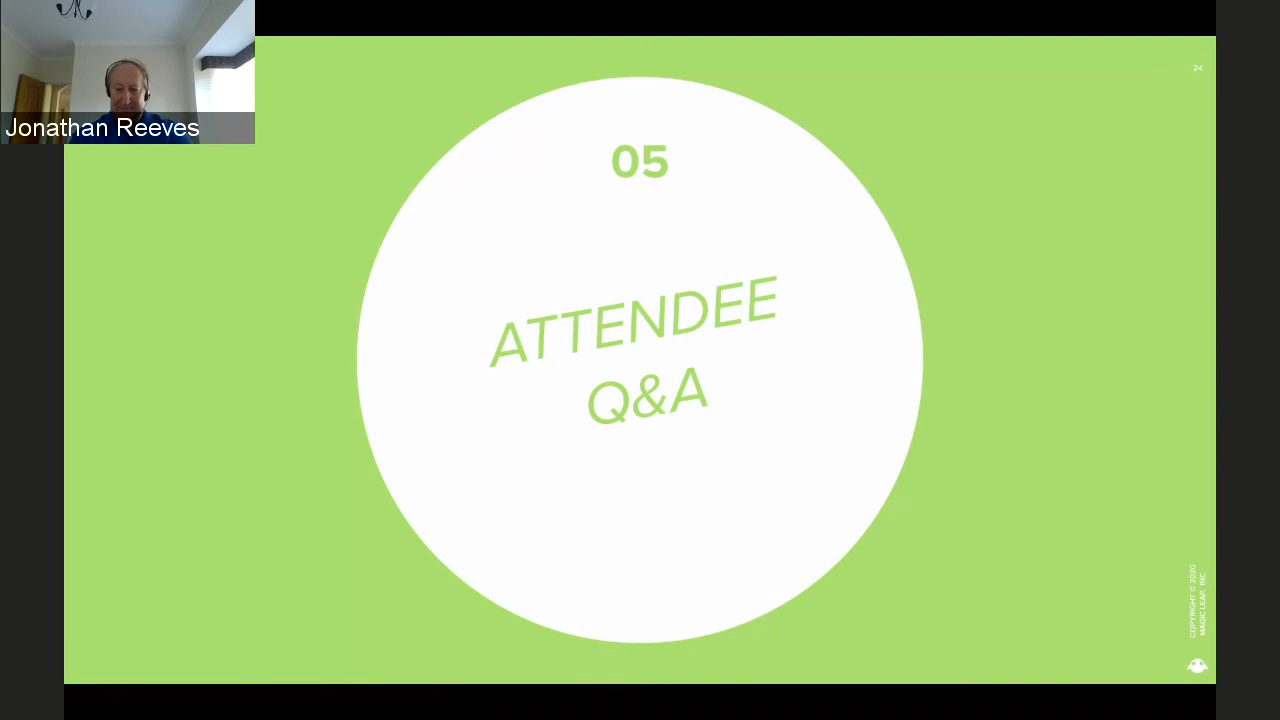 Jonathan Reeves
24
05
ATTENDEE
Q&A
COPYRIGHT © 2020
MAGIC LEAP, INC